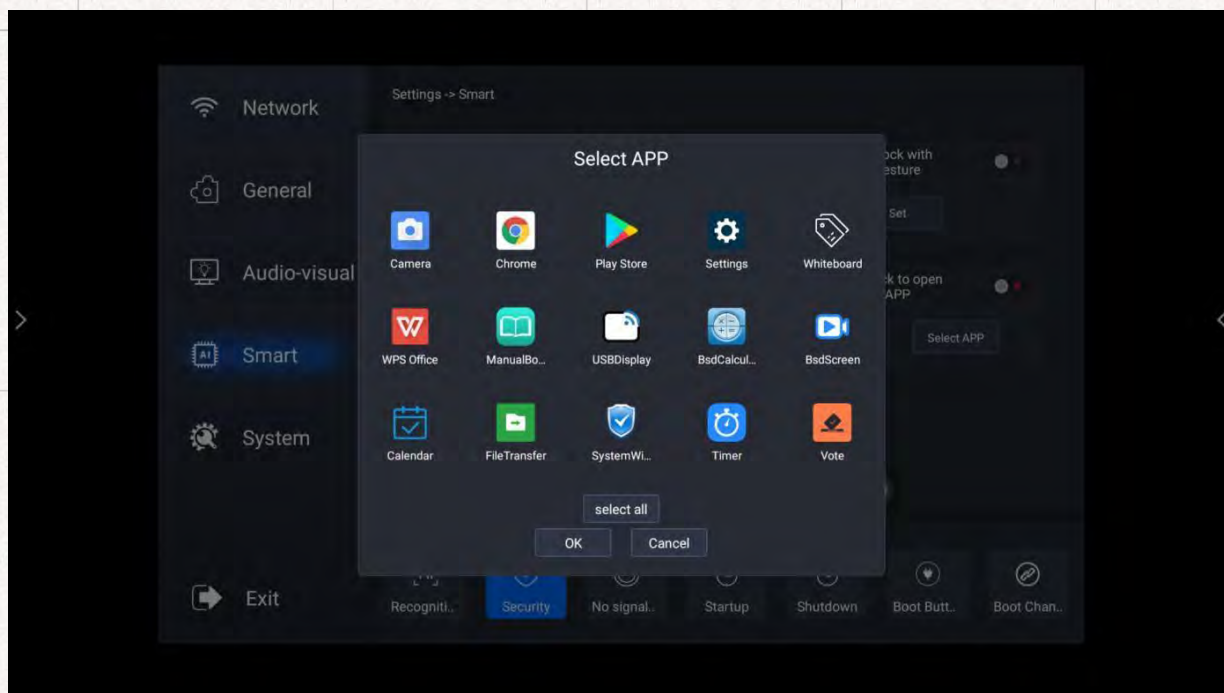 Settings -> Smart
Network
General
Audio-visual
Smart
System
Exit
Select APP
Camera
Chrome
Play Store
Settings
Whiteboard
WPS Office
ManualBo...
USBDisplay
BsdCalcul...
BsdScreen
Calendar
FileTransfer
SystemWi...
Timer
Vote
select all
OK
Cancel
ock with
esture
Set
ck to open
APP
Select APP
Recogniti..
Security
No signal..
Startup
Shutdown
Boot Butt..
Boot Chan..